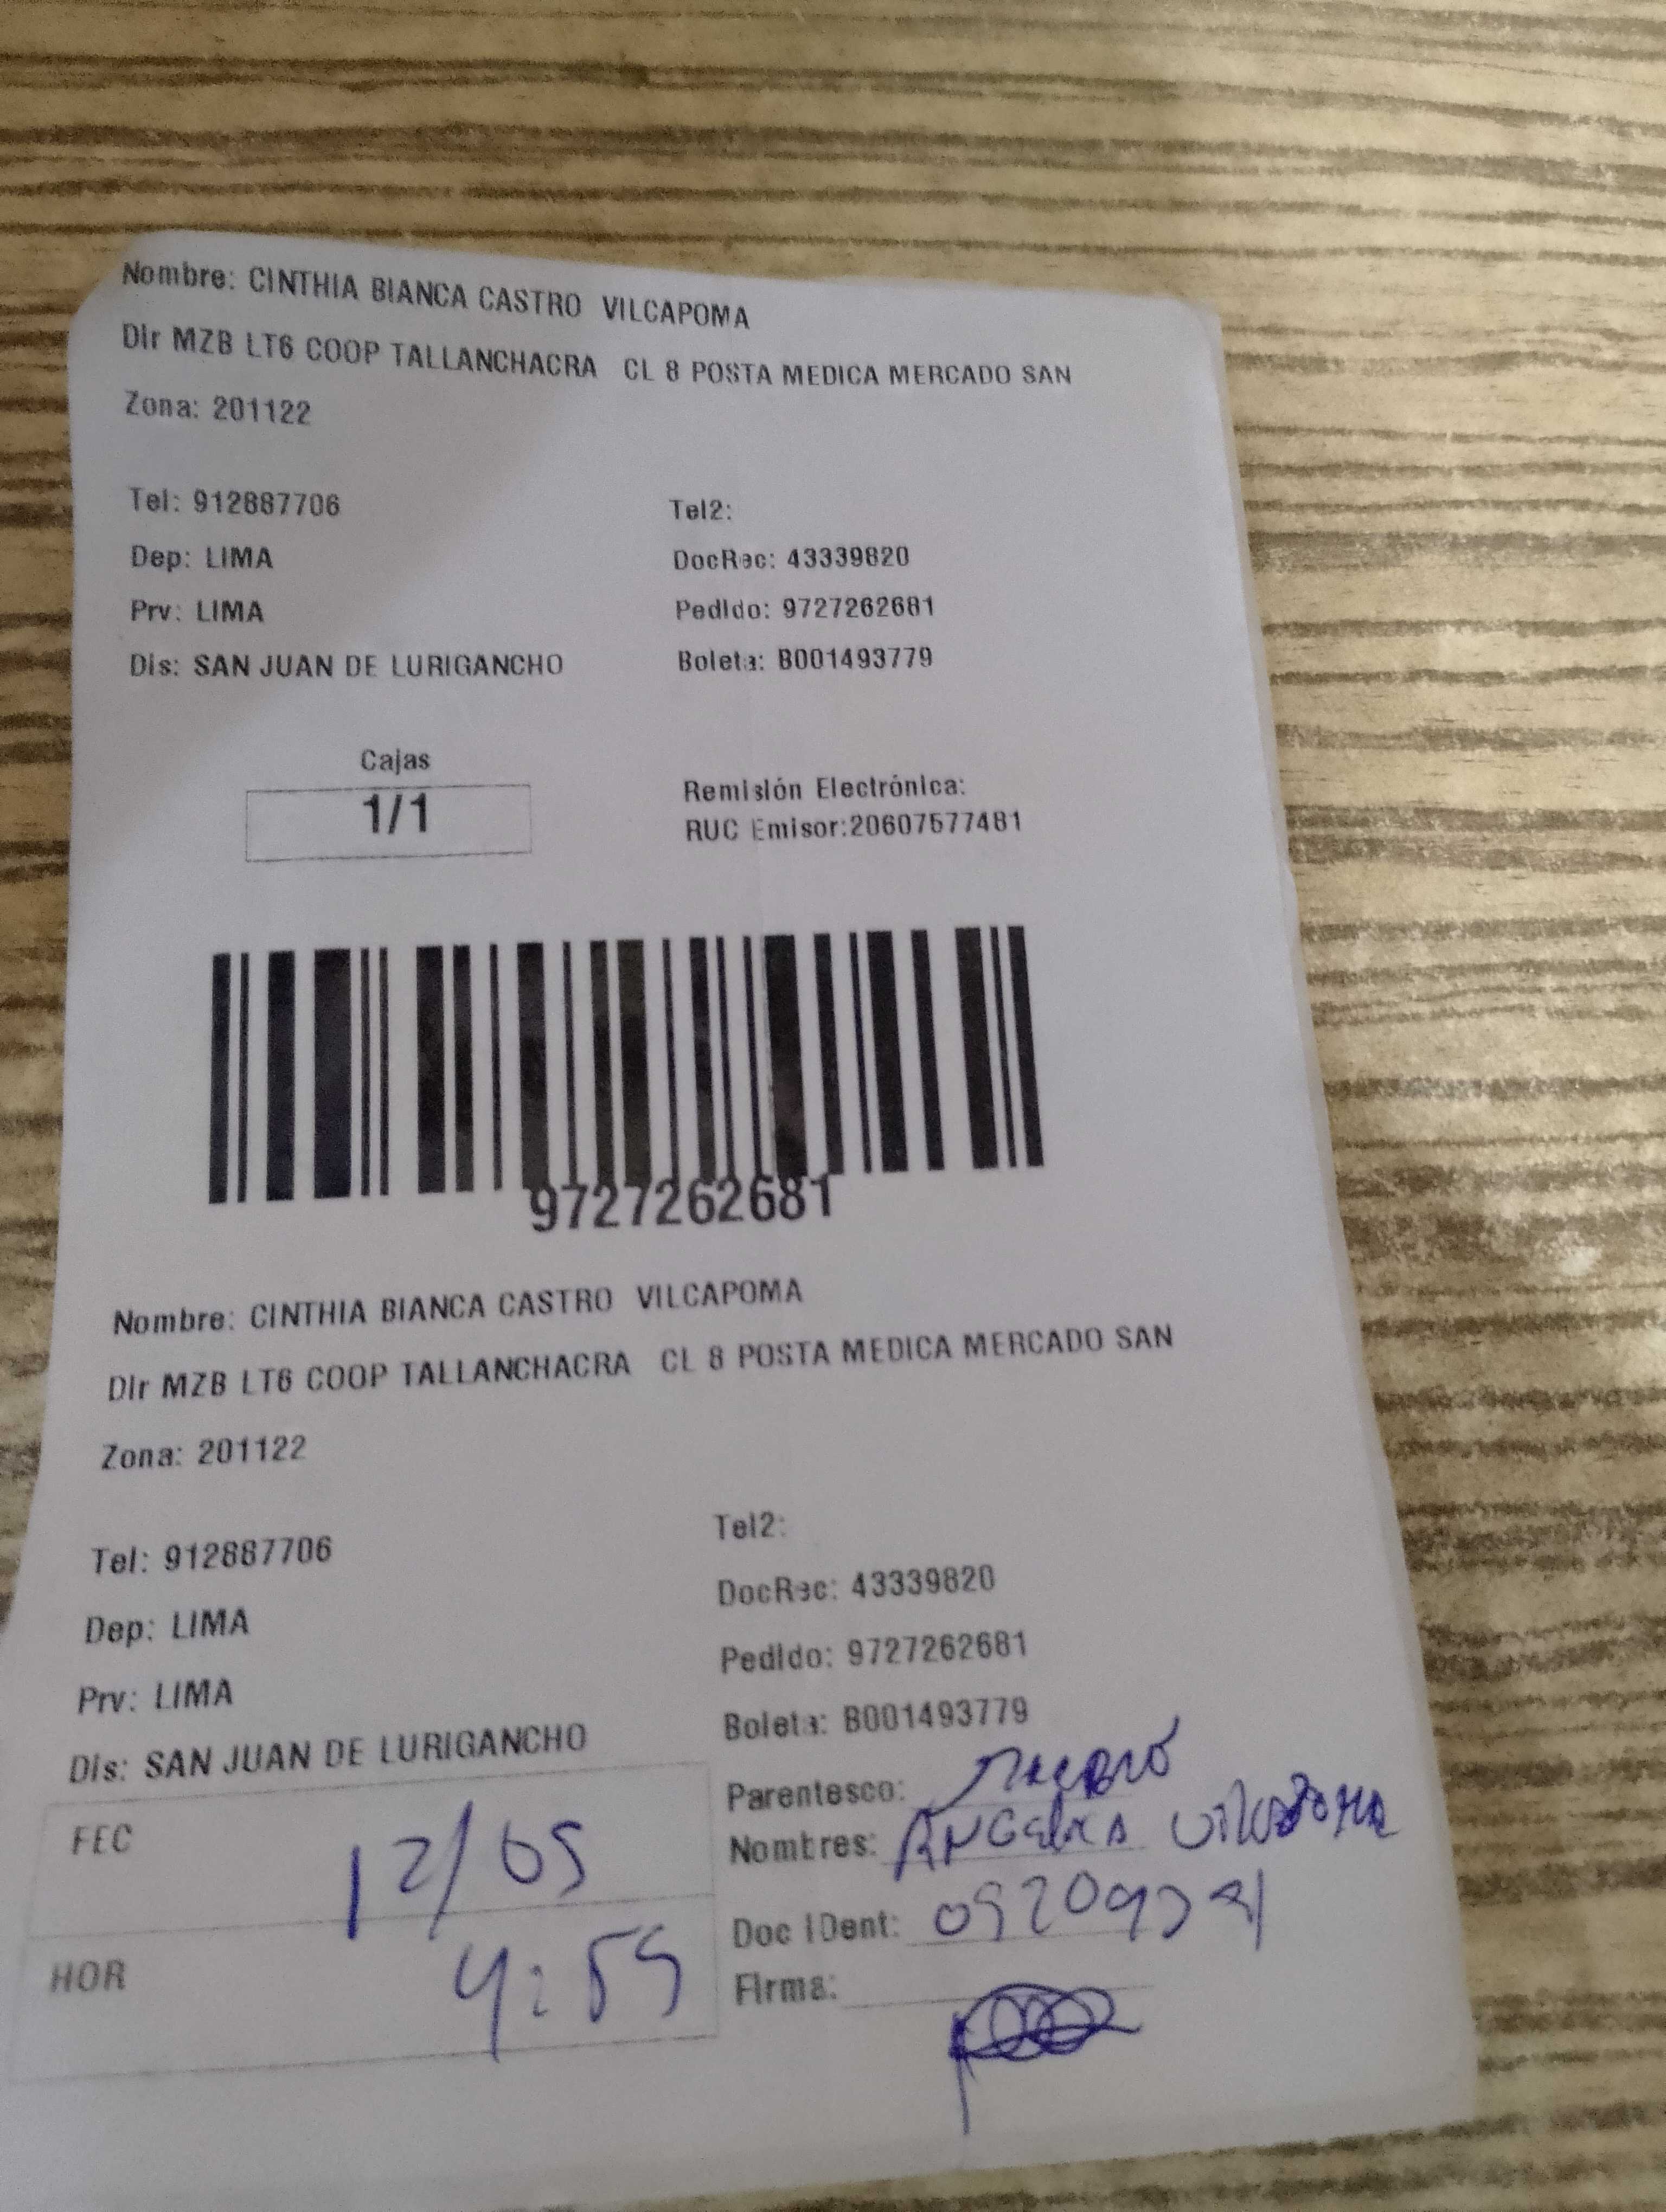 Nombre: CINTHIA BIANCA CASTRO VILCAPOMA
Dir MZB LT6 COOP TALLANCHACRA CL 8 POSTA MEDICA MERCADO SAN
Zona: 201122
Tel: 912887706 Tel2:
Dep: LIMA DocRec: 43339820
Prv: LIMA Pedido: 9727262681
Dis: SAN JUAN DE LURIGANCHO Boleta: B001493779
Cajas
1/1
Remisión Electrónica:
RUC Emisor:20607577481
9727262681
Nombre: CINTHIA BIANCA CASTRO VILCAPOMA
Dir MZB LT6 COOP TALLANCHACRA CL 8 POSTA MEDICA MERCADO SAN
Zona: 201122
Tel: 912887706 Tel2:
Dep: LIMA DocRec: 43339820
Prv: LIMA Pedido: 9727262681
Dis: SAN JUAN DE LURIGANCHO Boleta: B001493779
Parentesco:
FEC 12/05 Nombres:
Doc IDent:
HOR 4:55 Firma: